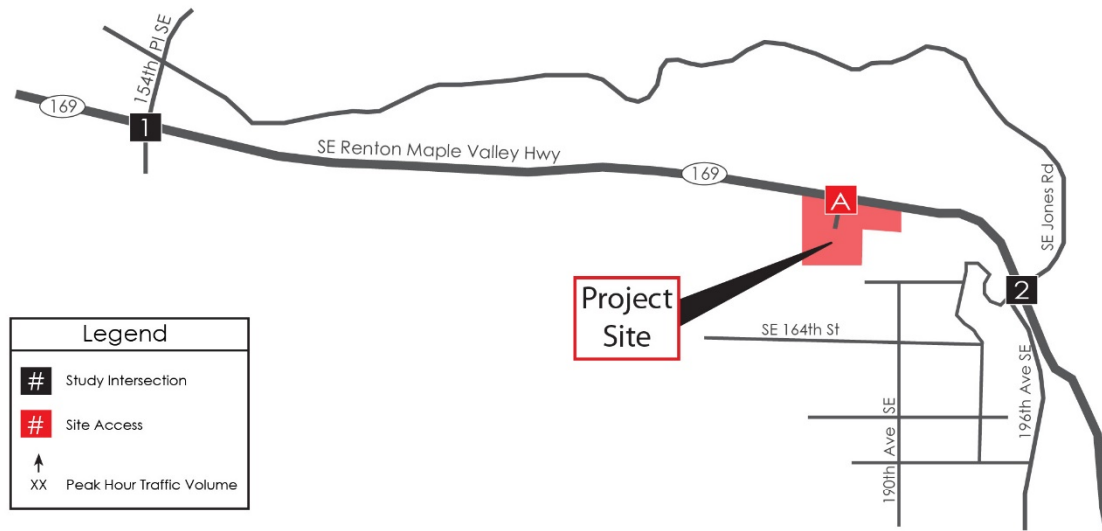 154th Pl SE
169
1
SE Renton Maple Valley Hwy
169
A
SE Jones Rd
2
Project
Site
SE 164th St
190th Ave SE
196th Ave SE
Legend
# Study Intersection
# Site Access
XX Peak Hour Traffic Volume